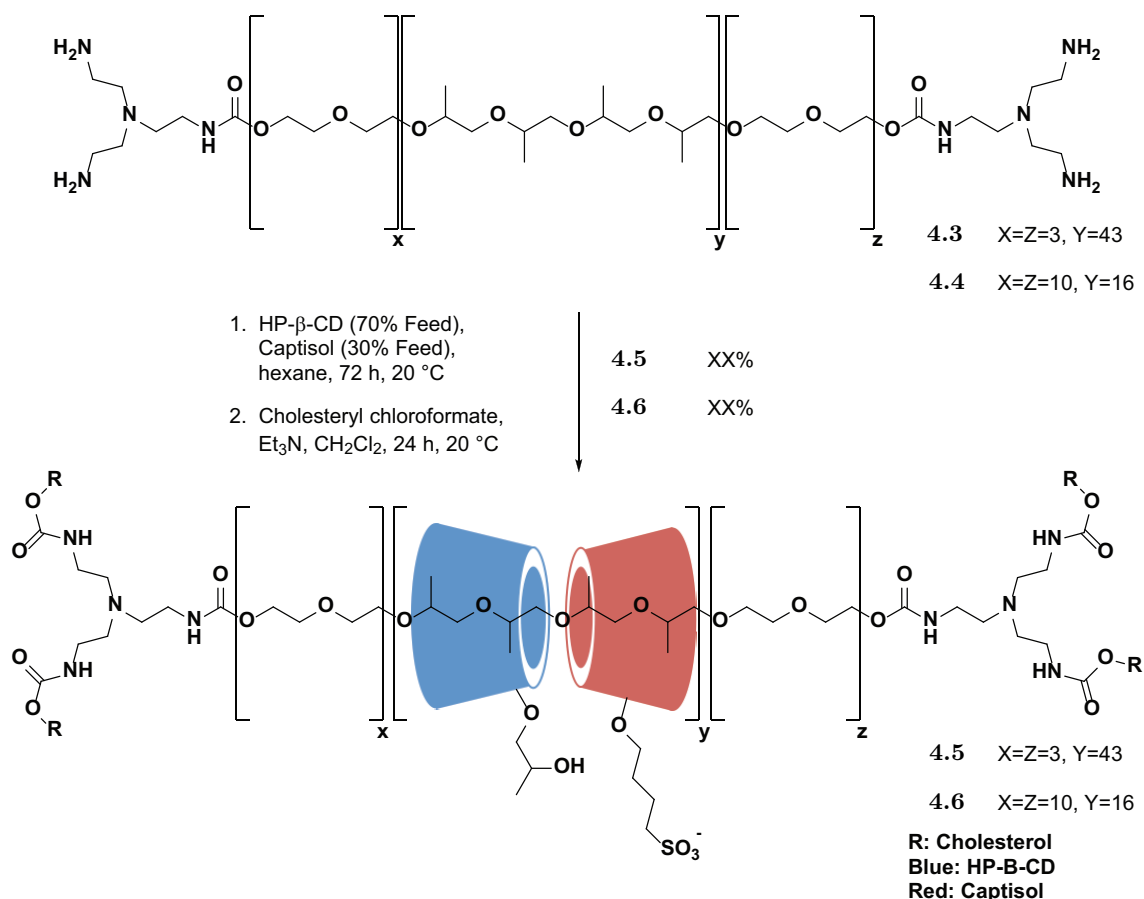 H2N NH2
O O
N N H O O O O O O O O O O N H N
H2N NH2
x y z
4.3 X=Z=3, Y=43
4.4 X=Z=10, Y=16
1. HP-β-CD (70% Feed),
Captisol (30% Feed),
hexane, 72 h, 20 °C
2. Cholesteryl chloroformate,
Et3N, CH2Cl2, 24 h, 20 °C
4.5 XX%
4.6 XX%
R R
O O
O NH NH O
O O
N N H O O O O O O O O O N H N
O NH NH O
O O
R R
x y z
O O
OH
SO3-
4.5 X=Z=3, Y=43
4.6 X=Z=10, Y=16
R: Cholesterol
Blue: HP-B-CD
Red: Captisol